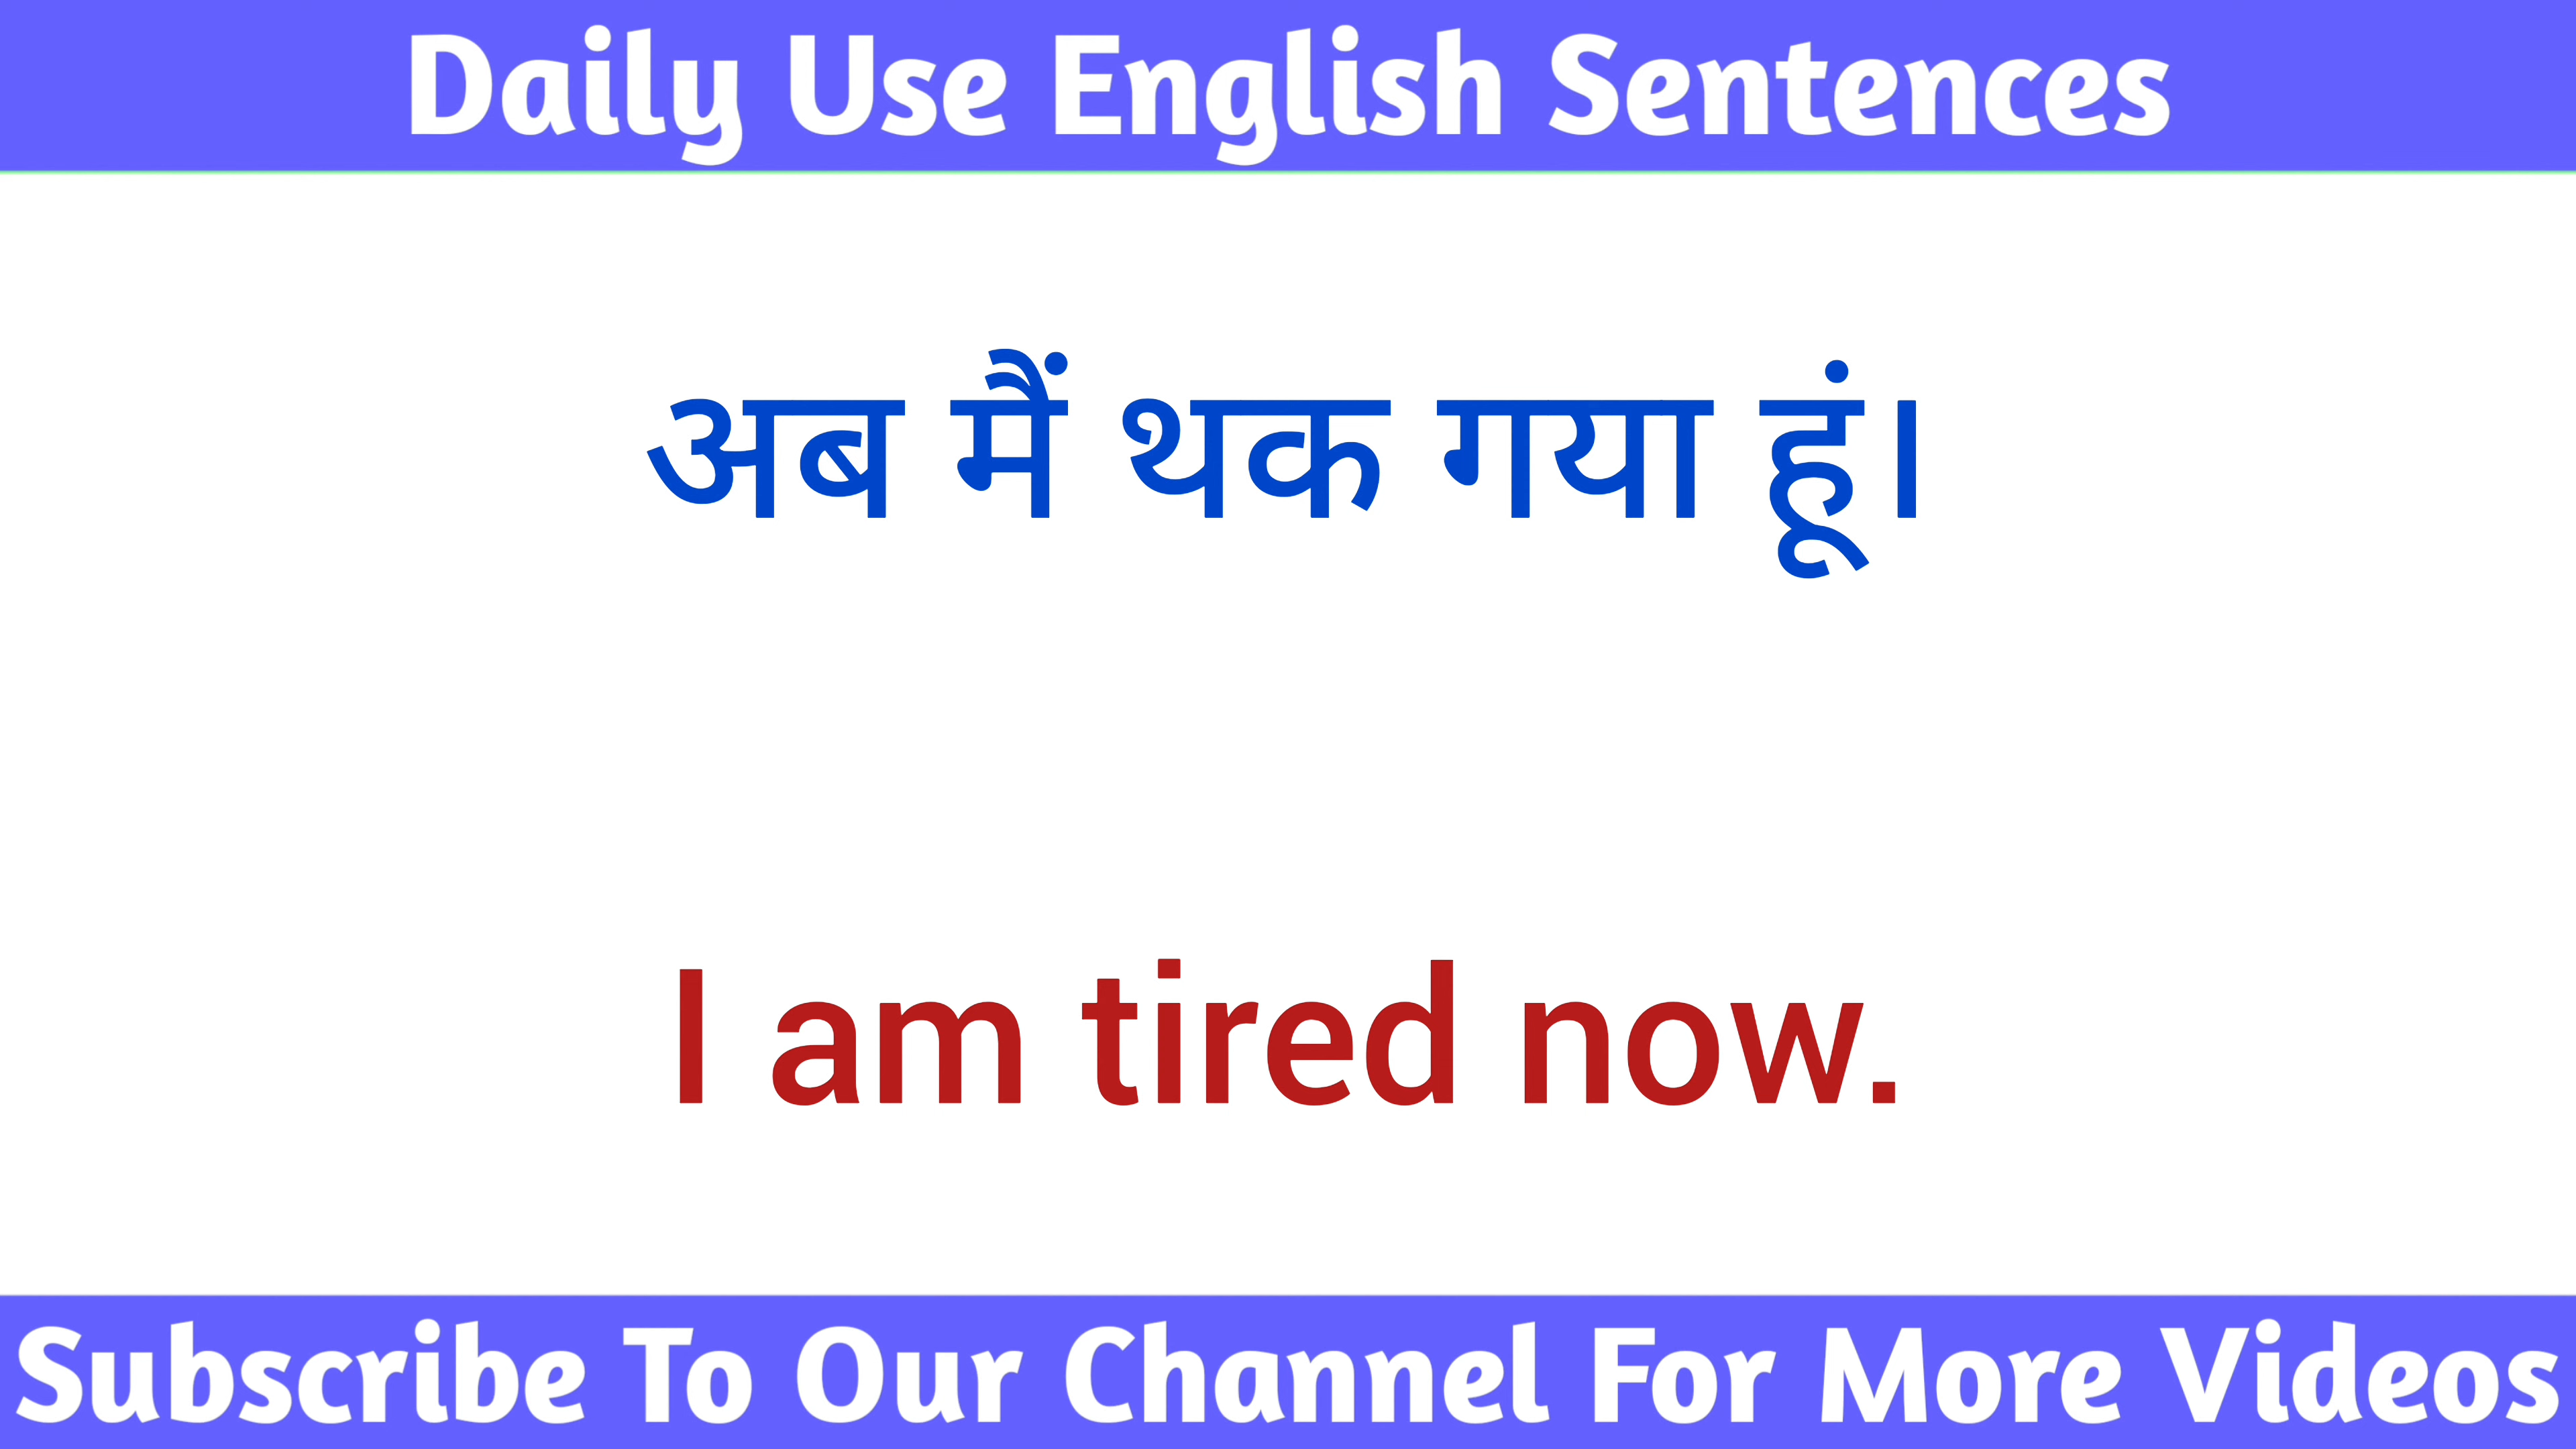 Daily Use English Sentences
अब मैं थक गया हूं।
I am tired now.
Subscribe To Our Channel For More Videos